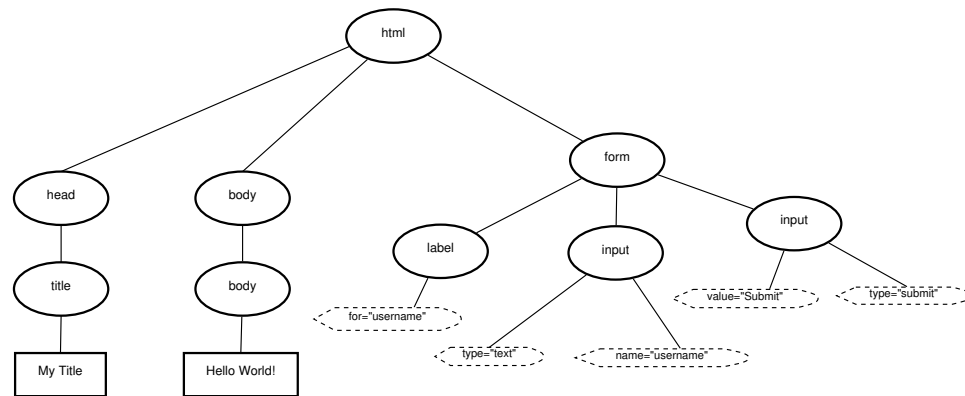 html
form
head
body
input
label
input
title
body
value="Submit"
type="submit"
for="username"
type="text"
name="username"
My Title
Hello World!